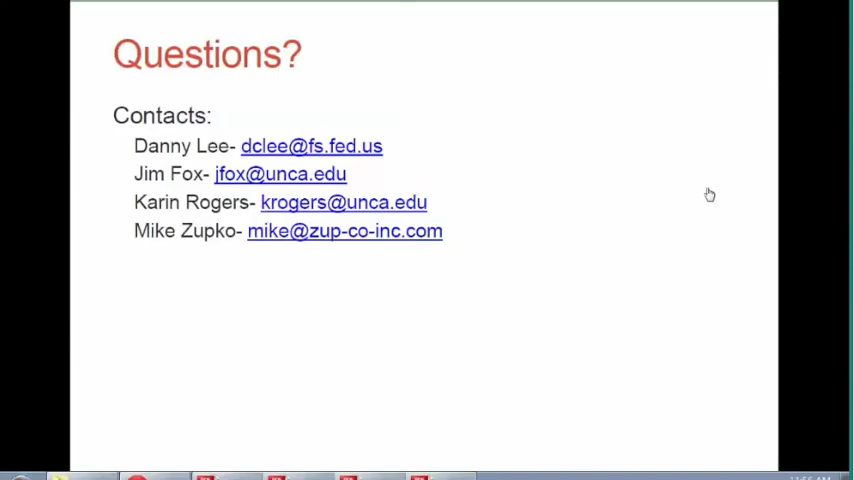 Questions?
Contacts:
Danny Lee- dclee@fs.fed.us
Jim Fox- jfox@unca.edu
Karin Rogers- krogers@unca.edu
Mike Zupko- mike@zup-co-inc.com